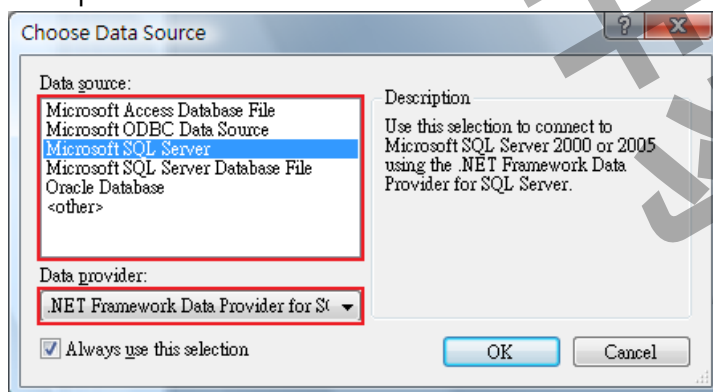 Choose Data Source
Data source:
Microsoft Access Database File
Microsoft ODBC Data Source
Microsoft SQL Server
Microsoft SQL Server Database File
Oracle Database
<other>
Data provider:
.NET Framework Data Provider for S
Always use this selection
Description
Use this selection to connect to
Microsoft SQL Server 2000 or 2005
using the .NET Framework Data
Provider for SQL Server.
OK
Cancel